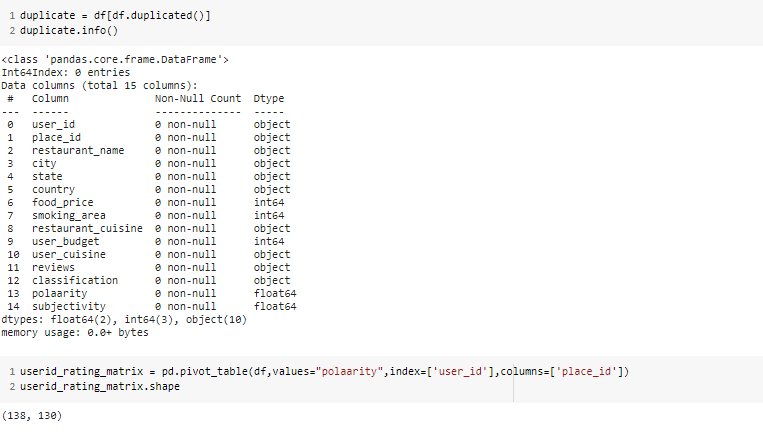 1 duplicate = df[df.duplicated()]
2 duplicate.info()
<class 'pandas.core.frame.DataFrame'>
Int64Index: 0 entries
Data columns (total 15 columns):
 #   Column              Non-Null Count  Dtype
---  ------              --------------  -----
 0   user_id             0 non-null      object
 1   place_id            0 non-null      object
 2   restaurant_name     0 non-null      object
 3   city                0 non-null      object
 4   state               0 non-null      object
 5   country             0 non-null      object
 6   food_price          0 non-null      int64
 7   smoking_area        0 non-null      int64
 8   restaurant_cuisine  0 non-null      object
 9   user_budget         0 non-null      int64
 10  user_cuisine        0 non-null      object
 11  reviews             0 non-null      object
 12  classification      0 non-null      object
 13  polaarity           0 non-null      float64
 14  subjectivity        0 non-null      float64
dtypes: float64(2), int64(3), object(10)
memory usage: 0.0+ bytes
1 userid_rating_matrix = pd.pivot_table(df,values="polaarity",index=['user_id'],columns=['place_id'])
2 userid_rating_matrix.shape
(138, 130)